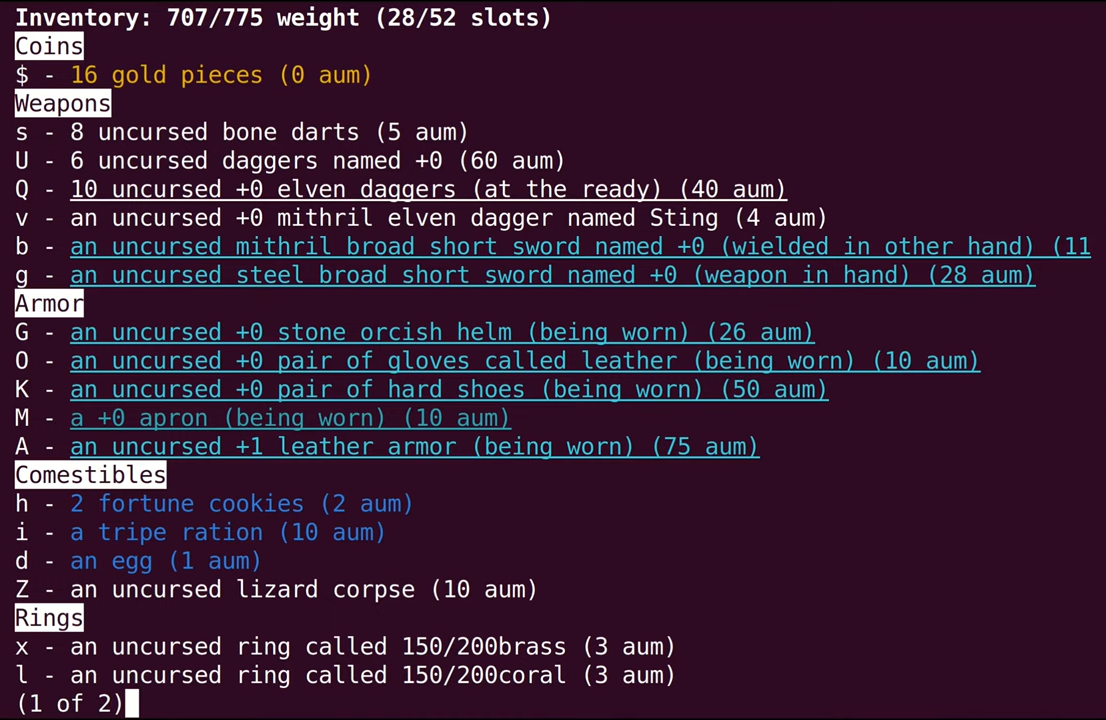 Inventory: 707/775 weight (28/52 slots)
Coins
$ - 16 gold pieces (0 aum)
Weapons
s - 8 uncursed bone darts (5 aum)
U - 6 uncursed daggers named +0 (60 aum)
Q - 10 uncursed +0 elven daggers (at the ready) (40 aum)
v - an uncursed +0 mithril elven dagger named Sting (4 aum)
b - an uncursed mithril broad short sword named +0 (wielded in other hand) (11
g - an uncursed steel broad short sword named +0 (weapon in hand) (28 aum)
Armor
G - an uncursed +0 stone orcish helm (being worn) (26 aum)
O - an uncursed +0 pair of gloves called leather (being worn) (10 aum)
K - an uncursed +0 pair of hard shoes (being worn) (50 aum)
M - a +0 apron (being worn) (10 aum)
A - an uncursed +1 leather armor (being worn) (75 aum)
Comestibles
h - 2 fortune cookies (2 aum)
i - a tripe ration (10 aum)
d - an egg (1 aum)
Z - an uncursed lizard corpse (10 aum)
Rings
x - an uncursed ring called 150/200brass (3 aum)
l - an uncursed ring called 150/200coral (3 aum)
(1 of 2)